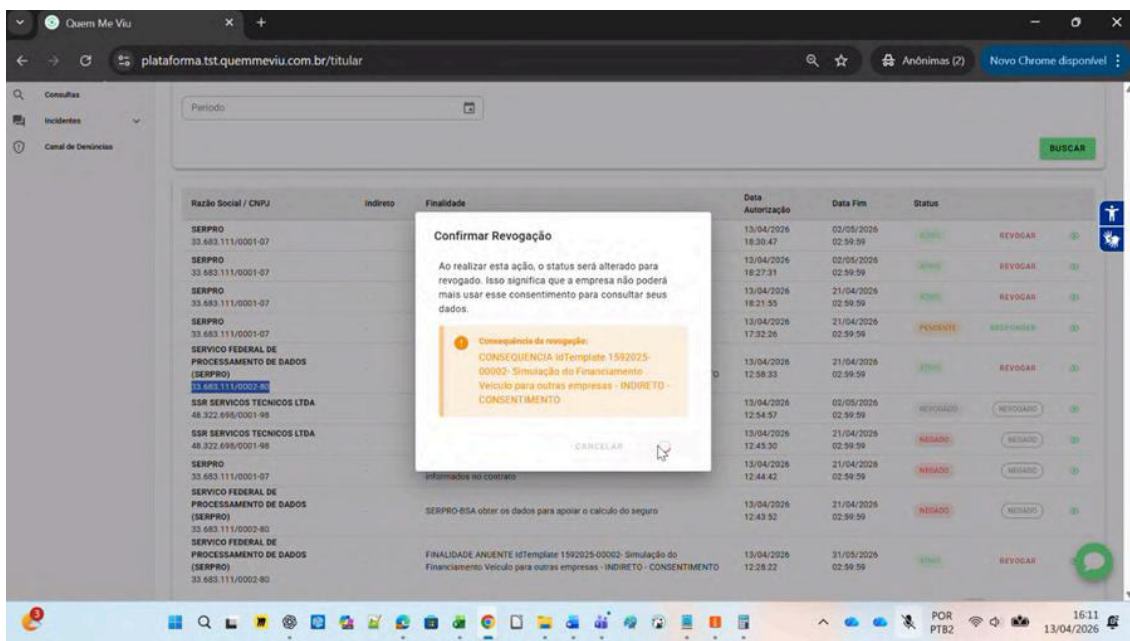 Quem Me Viu
plataforma.tst.quemmeviu.com.br/titular
Anônimas (2)
Novo Chrome disponível
Consultas
Incidentes
Canal de Denúncias
Período
BUSCAR
Razão Social / CNPJ Indireto Finalidade Data Autorização Data Fim Status
SERPRO
33.683.111/0001-07
13/04/2026 18:30:47
02/05/2026 02:59:59
ATIVO
REVOGAR
SERPRO
33.683.111/0001-07
13/04/2026 18:27:31
02/05/2026 02:59:59
ATIVO
REVOGAR
SERPRO
33.683.111/0001-07
13/04/2026 18:21:55
21/04/2026 02:59:59
ATIVO
REVOGAR
SERPRO
33.683.111/0001-07
13/04/2026 17:32:26
21/04/2026 02:59:59
PENDENTE
RESPONDER
SERVICO FEDERAL DE
PROCESSAMENTO DE DADOS
(SERPRO)
33.683.111/0002-80
13/04/2026 12:58:33
21/04/2026 02:59:59
ATIVO
REVOGAR
SSR SERVICOS TECNICOS LTDA
48.322.698/0001-98
13/04/2026 12:54:57
02/05/2026 02:59:59
REVOGADO
REVOGADO
SSR SERVICOS TECNICOS LTDA
48.322.698/0001-98
13/04/2026 12:45:30
21/04/2026 02:59:59
NEGADO
NEGADO
SERPRO
33.683.111/0001-07
informados no contrato
13/04/2026 12:44:42
21/04/2026 02:59:59
NEGADO
NEGADO
SERVICO FEDERAL DE
PROCESSAMENTO DE DADOS
(SERPRO)
33.683.111/0002-80
SERPRO-BSA obter os dados para apoiar o calculo do seguro
13/04/2026 12:43:52
21/04/2026 02:59:59
NEGADO
NEGADO
SERVICO FEDERAL DE
PROCESSAMENTO DE DADOS
(SERPRO)
33.683.111/0002-80
FINALIDADE ANUENTE idTemplate 1592025-00002- Simulação do
Financiamento Veiculo para outras empresas - INDIRETO - CONSENTIMENTO
13/04/2026 12:28:22
31/05/2026 02:59:59
ATIVO
REVOGAR
Confirmar Revogação
Ao realizar esta ação, o status será alterado para
revogado. Isso significa que a empresa não poderá
mais usar esse consentimento para consultar seus
dados.
Consequência da revogação:
CONSEQUENCIA idTemplate 1592025-
00002- Simulação do Financiamento
Veiculo para outras empresas - INDIRETO -
CONSENTIMENTO
CANCELAR
3
POR
PTB2
16:11
13/04/2026